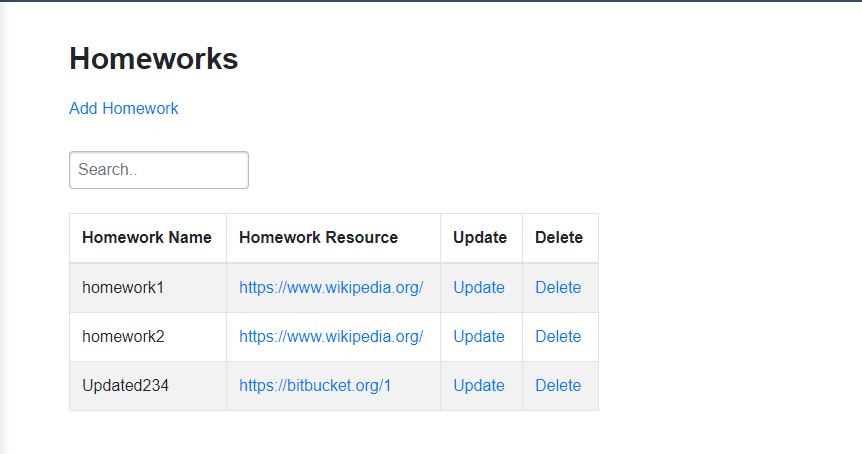 Homeworks
Add Homework
Search..
Homework Name Homework Resource Update Delete
homework1 https://www.wikipedia.org/ Update Delete
homework2 https://www.wikipedia.org/ Update Delete
Updated234 https://bitbucket.org/1 Update Delete